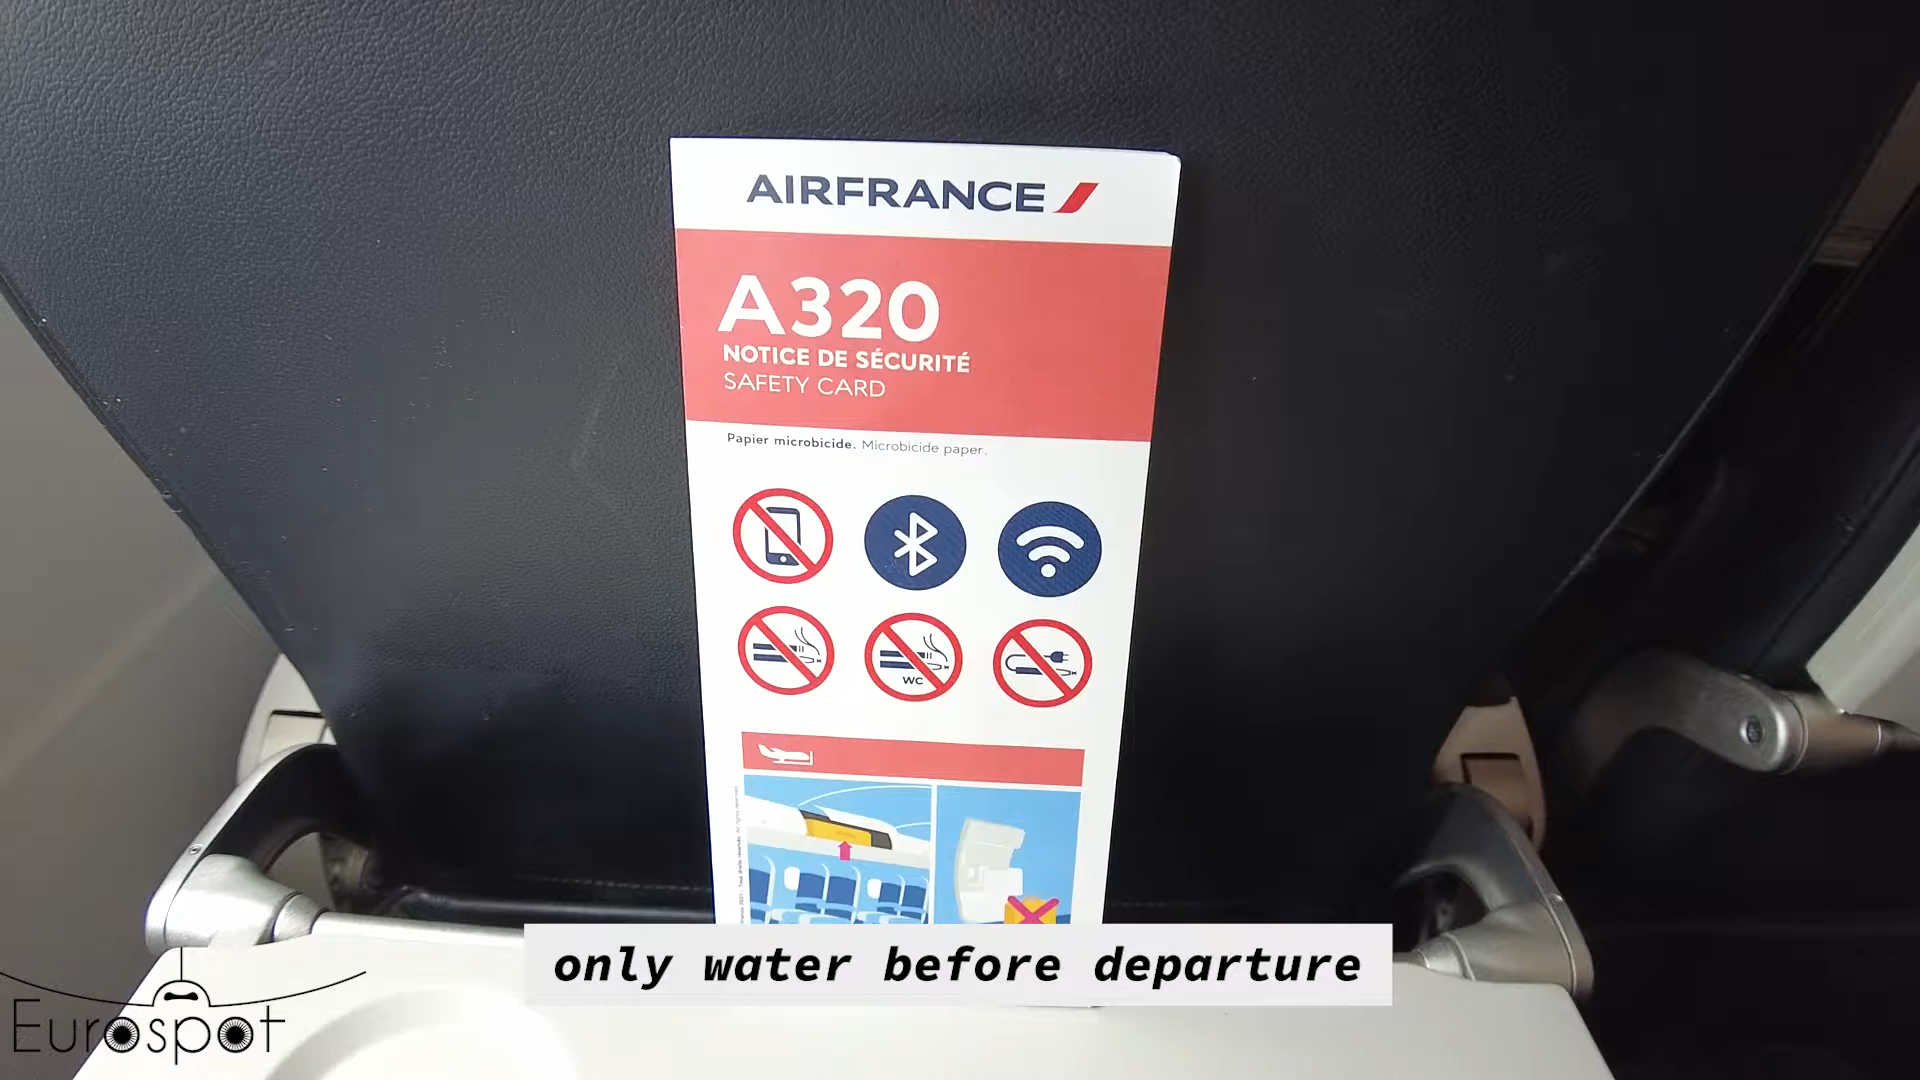 AIRFRANCE
A320
NOTICE DE SÉCURITÉ
SAFETY CARD
Papier microbicide. Microbicide paper.
WC
only water before departure
Eurospot